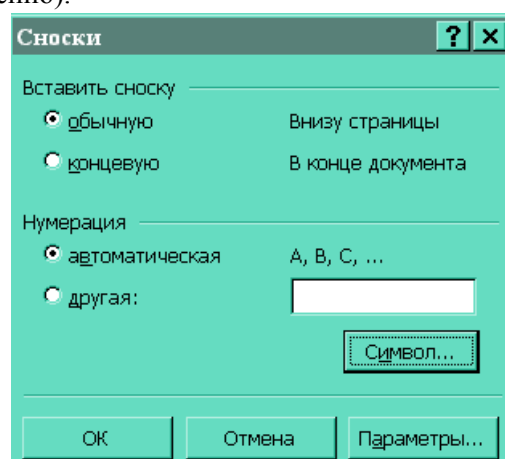 Сноски
Вставить сноску
обычную Внизу страницы
концевую В конце документа
Нумерация
автоматическая A, B, C, ...
другая:
Символ...
ОК Отмена Параметры...